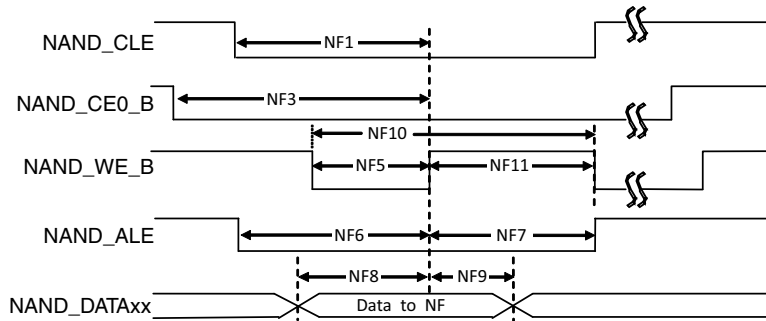 NAND_CLE
NF1
NAND_CE0_B
NF3
NF10
NAND_WE_B
NF5
NF11
NAND_ALE
NF6
NF7
NF8
NF9
NAND_DATAxx
Data to NF